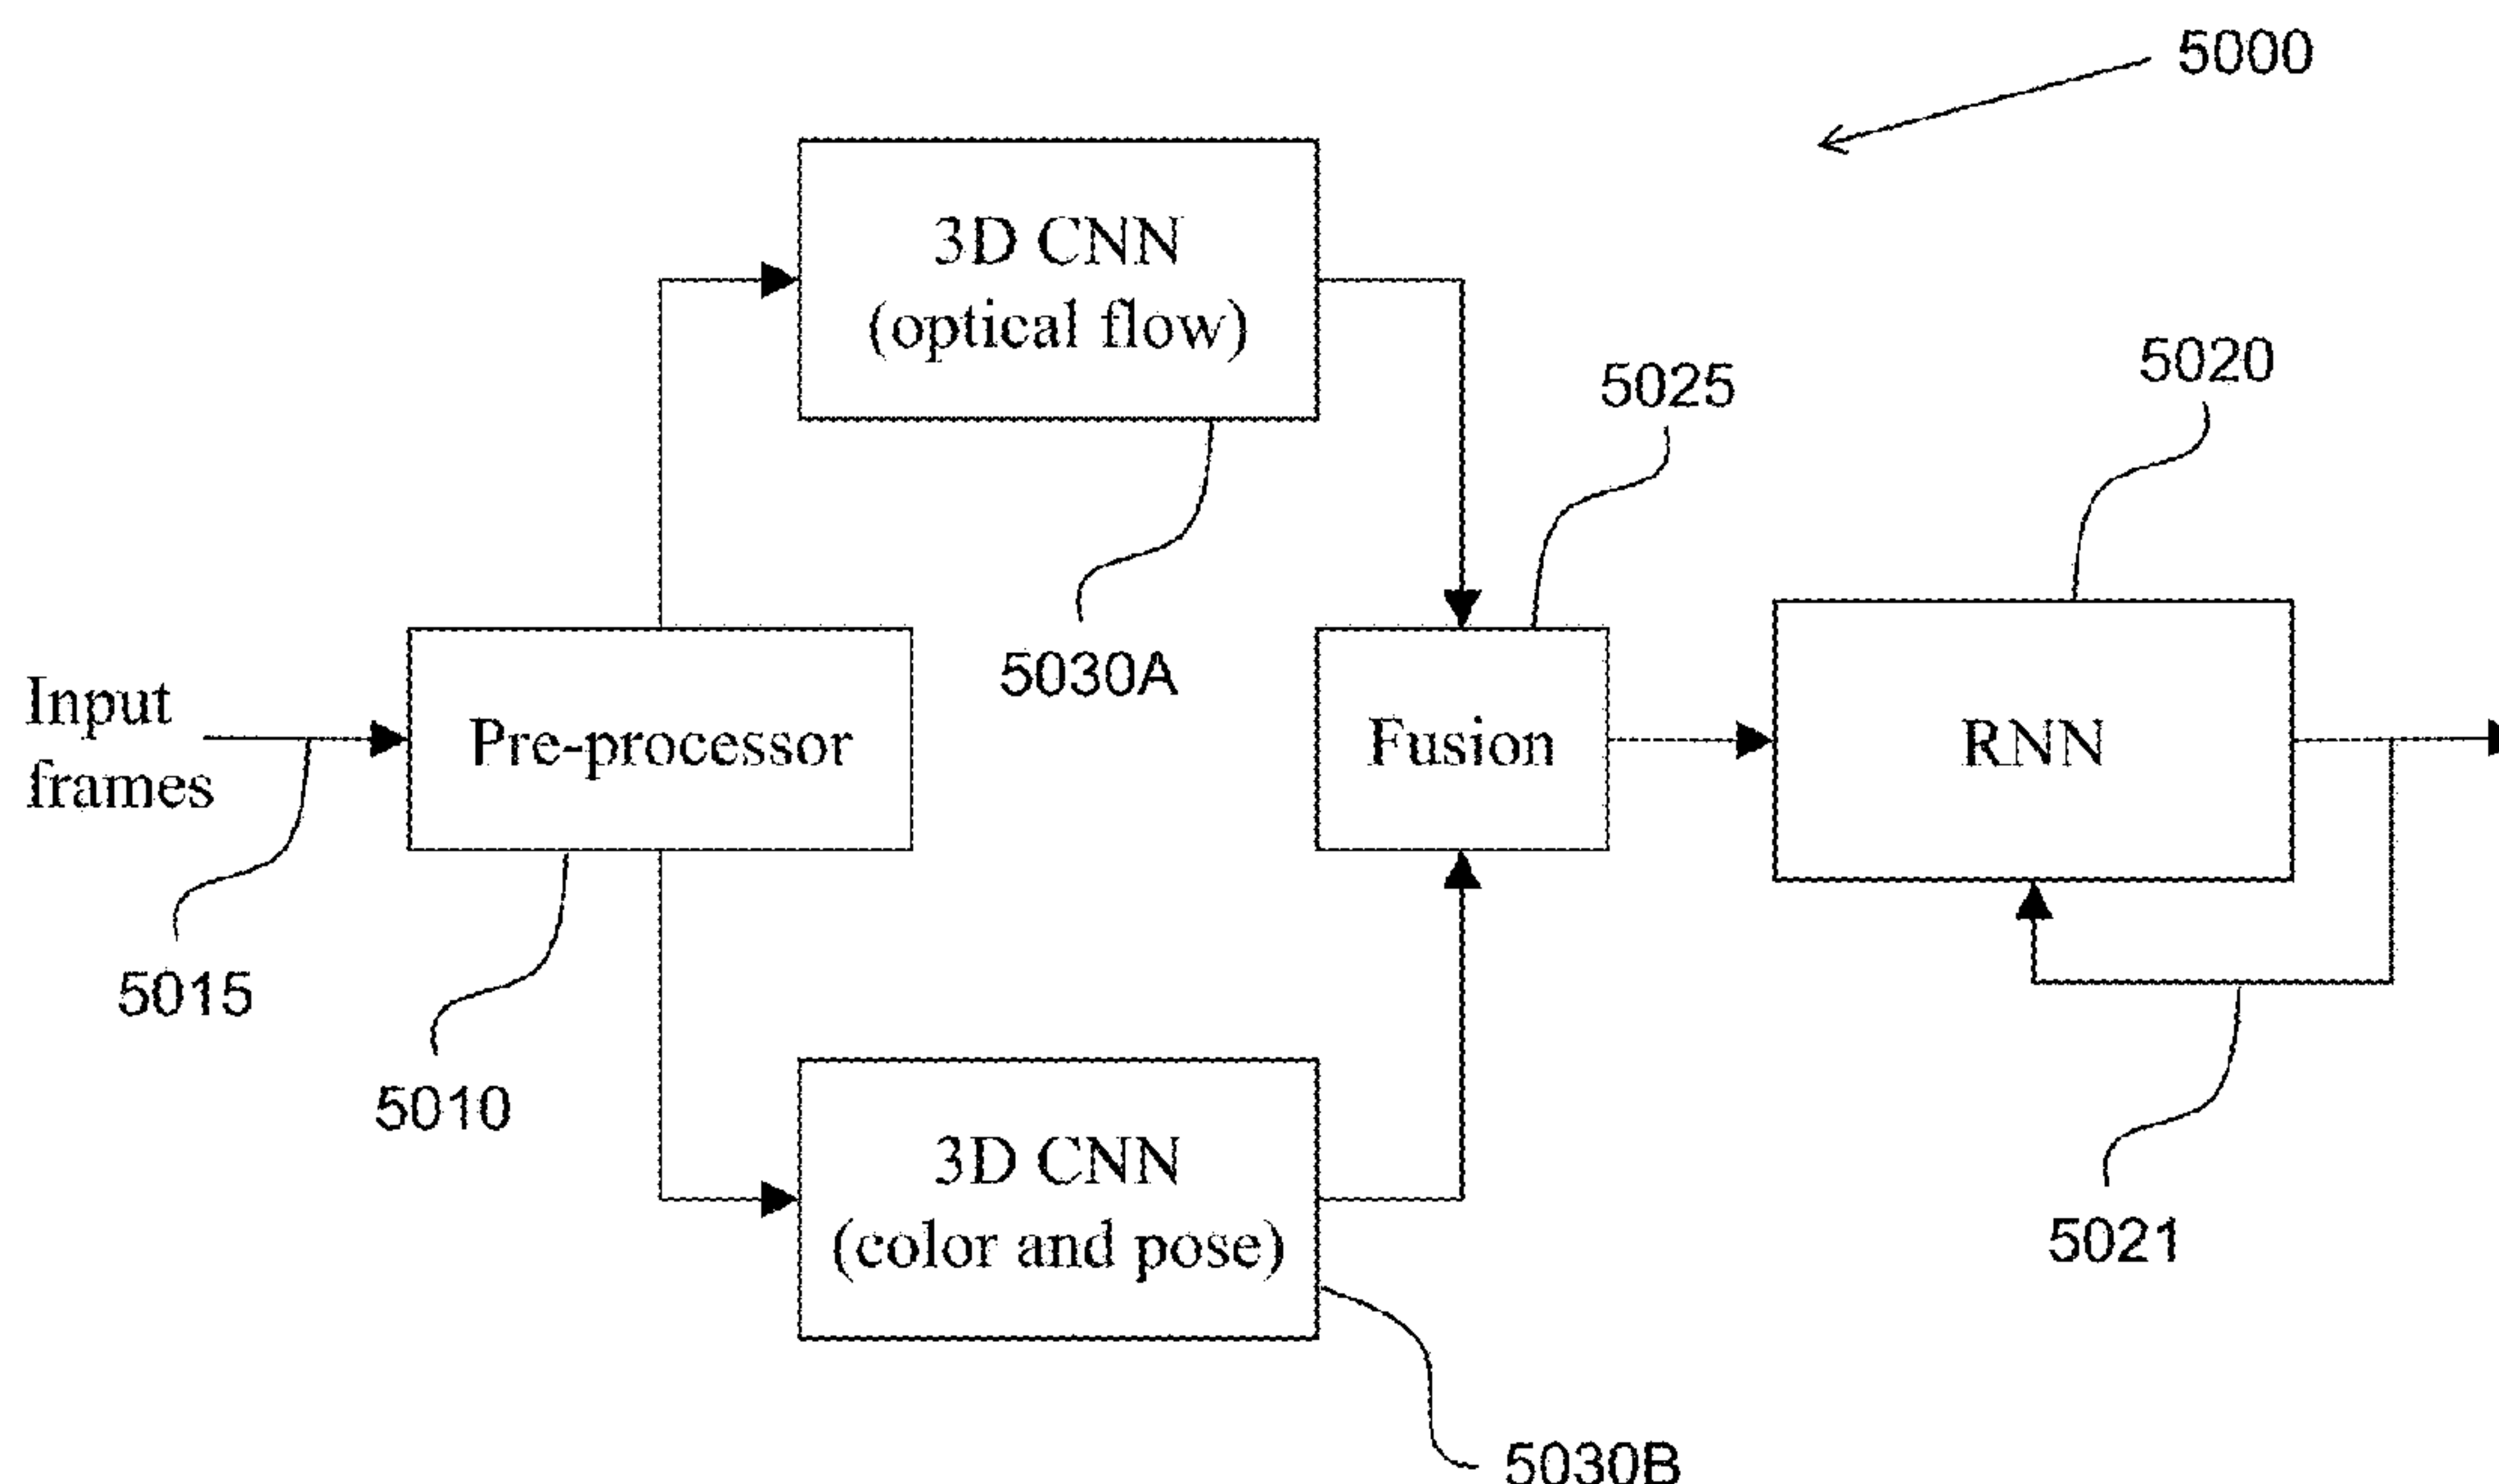 5000
3D CNN
(optical flow)
5025
5020
5030A
Input
frames
Pre-processor
Fusion
RNN
5015
5010
3D CNN
(color and pose)
5021
5030B